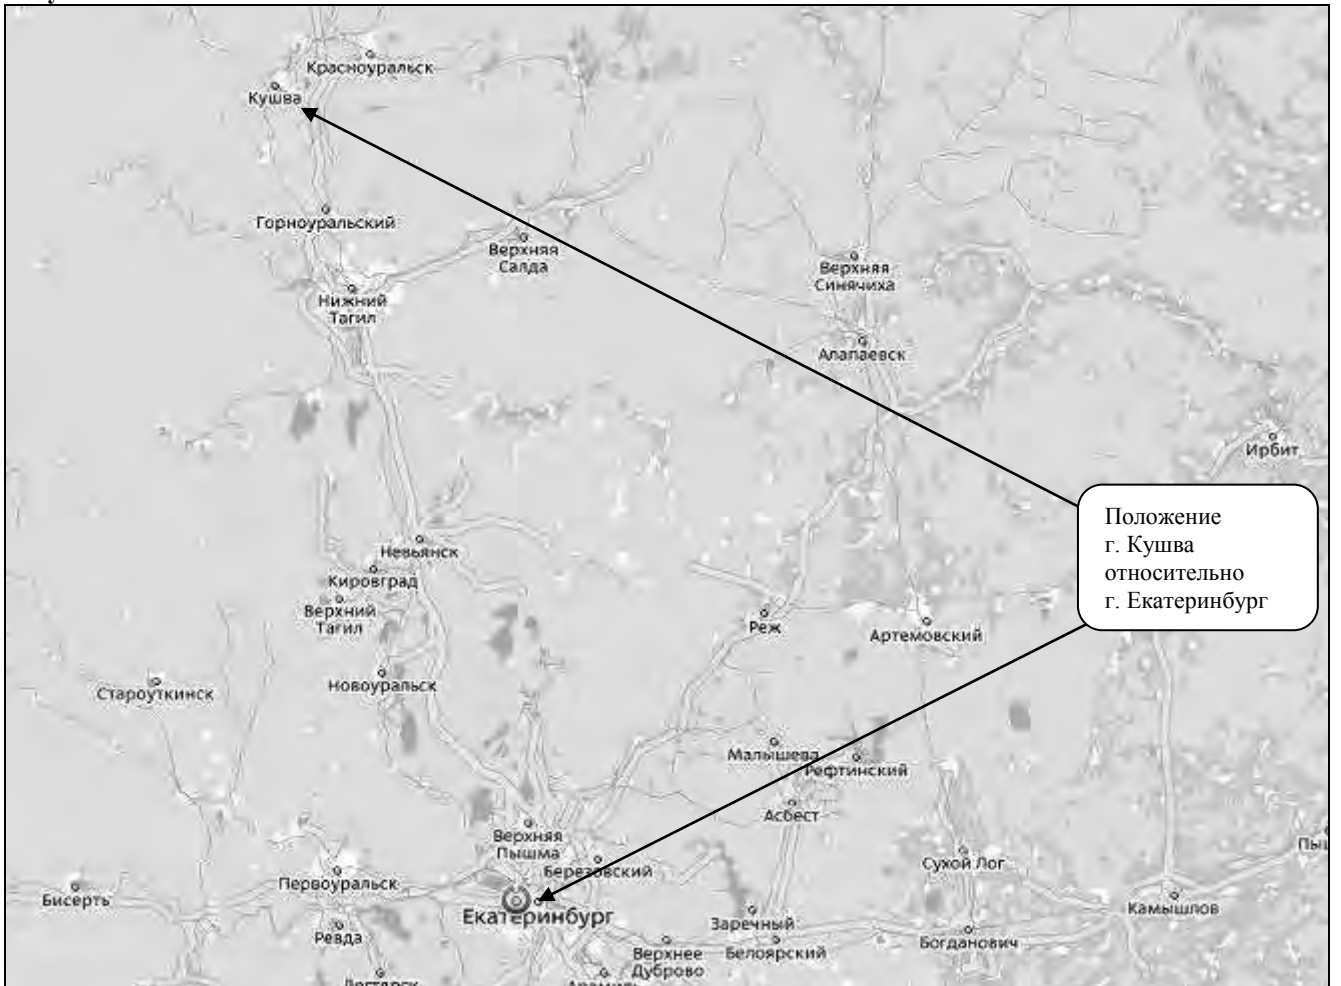 Красноуральск
Кушва
Горноуральский
Верхняя
Салда
Верхняя
Синячиха
Нижний
Тагил
Алапаевск
Ирбит
Положение
г. Кушва
относительно
г. Екатеринбург
Невьянск
Кировград
Верхний
Тагил
Реж
Артемовский
Новоуральск
Староуткинск
Малышева
Рефтинский
Асбест
Верхняя
Пышма
Березовский
Сухой Лог
Первоуральск
Бисерть
Екатеринбург
Камышлов
Заречный
Ревда
Богданович
Верхнее
Дуброво
Белоярский